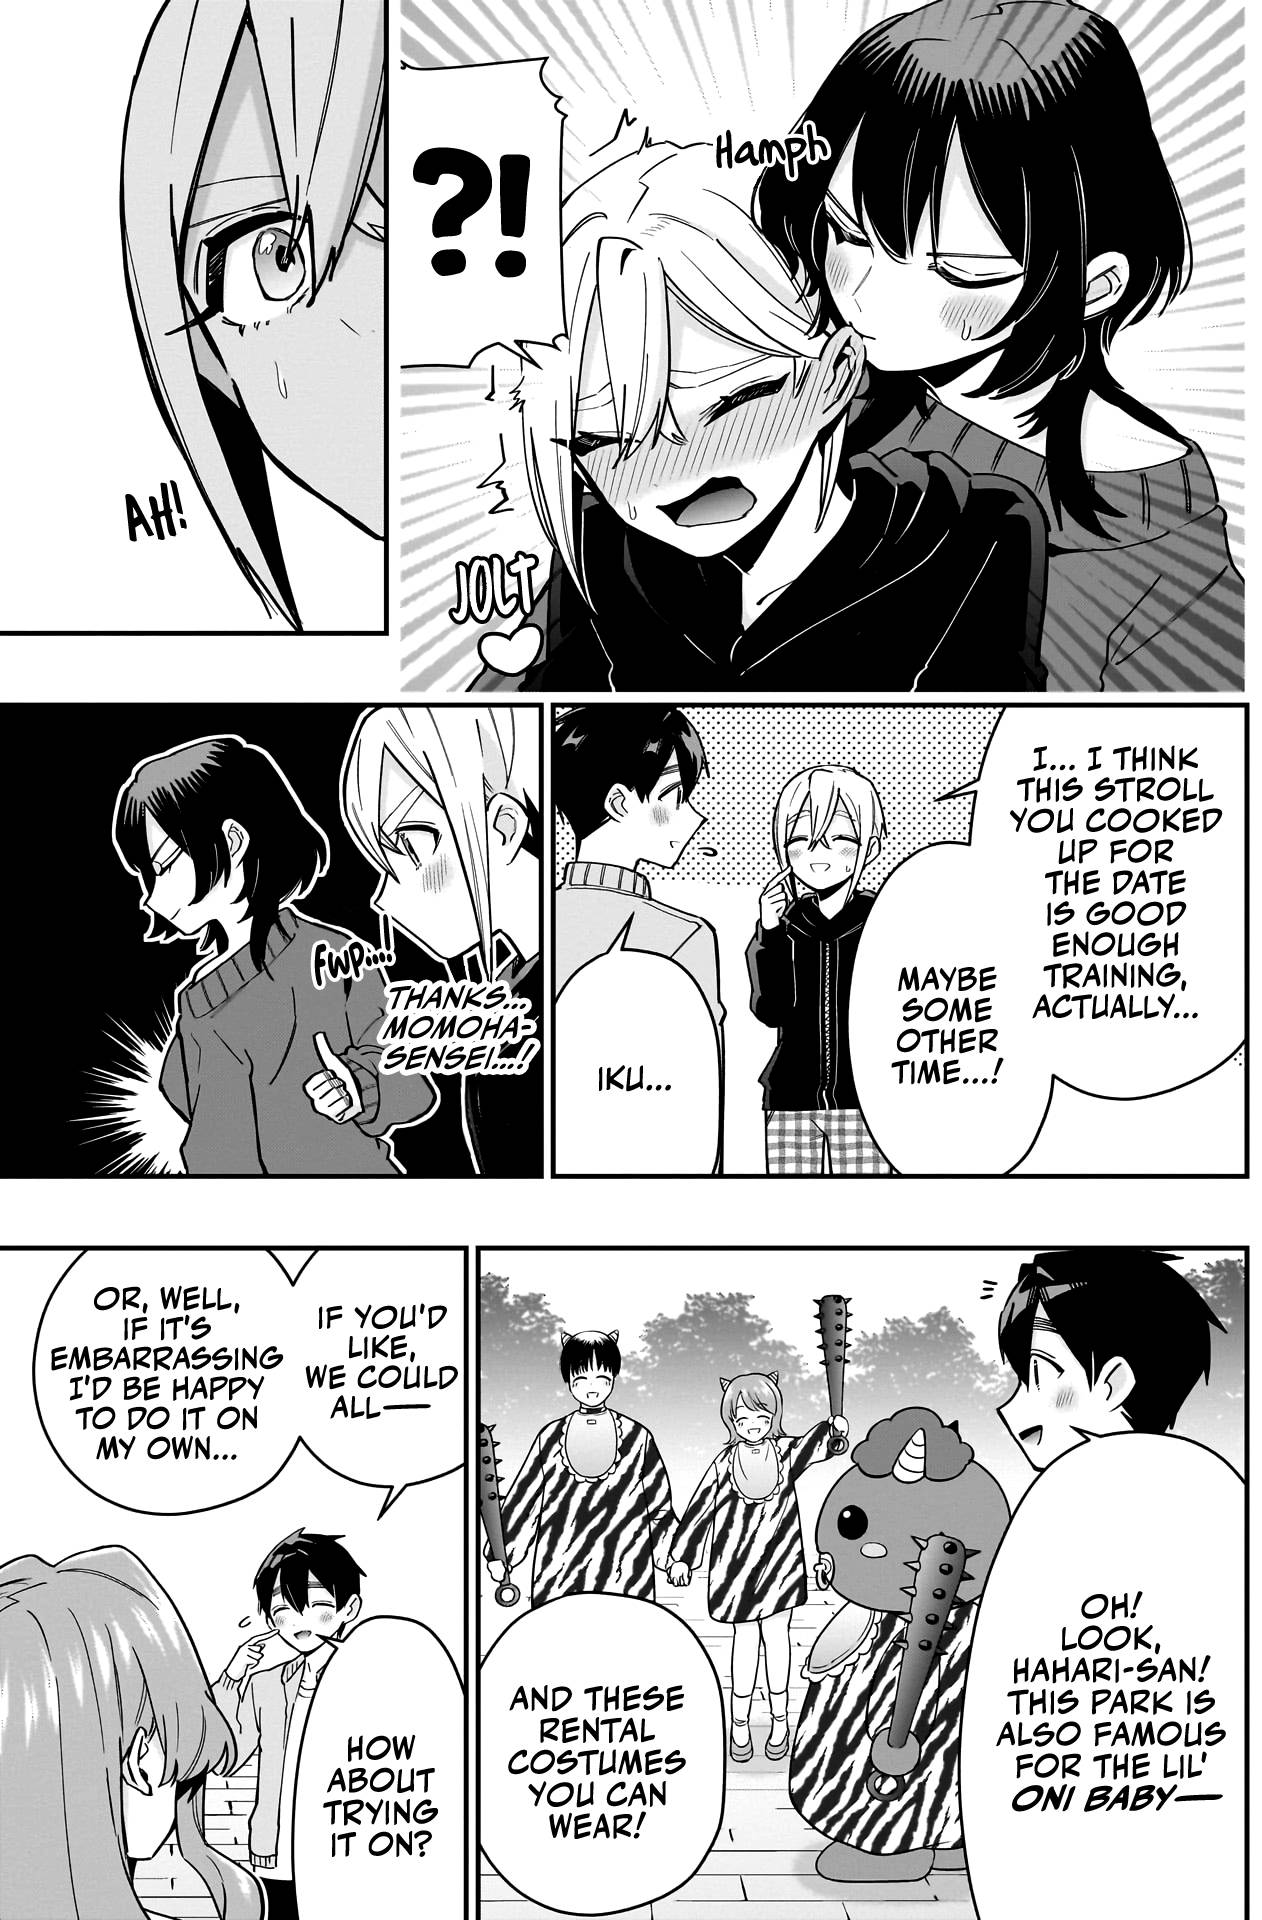 Hamph
?!
JOLT
AH!
I... I THINK
THIS STROLL
YOU COOKED
UP FOR
THE DATE
IS GOOD
ENOUGH
TRAINING,
ACTUALLY...
MAYBE
SOME
OTHER
TIME...!
IKU...
FWP...!
THANKS...
MOMOHA-
SENSEI...!
OH!
LOOK,
HAHARI-SAN!
THIS PARK IS
ALSO FAMOUS
FOR THE LIL'
ONI BABY—
AND THESE
RENTAL
COSTUMES
YOU CAN
WEAR!
IF YOU'D
LIKE,
WE COULD
ALL—
OR, WELL,
IF IT'S
EMBARRASSING
I'D BE HAPPY
TO DO IT ON
MY OWN...
HOW
ABOUT
TRYING
IT ON?